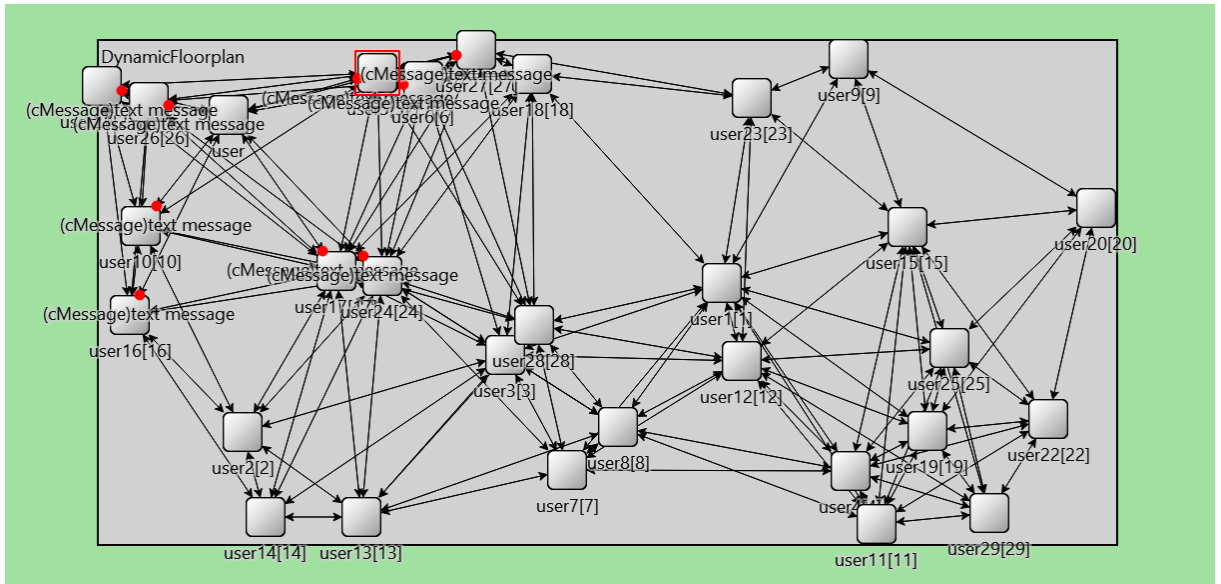 DynamicFloorplan
user9[9]
(cMessage)text message
user27[27]
(cMessage)text message
user18[18]
user6[6]
(cMessage)text message
(cMessage)text message
user26[26]
user
user23[23]
user20[20]
(cMessage)text message
user10[10]
user15[15]
(cMessage)text message
user24[24]
(cMessage)text message
user16[16]
user1[1]
user28[28]
user3[3]
user12[12]
user25[25]
user2[2]
user8[8]
user19[19]
user22[22]
user7[7]
user14[14]
user13[13]
user11[11]
user29[29]